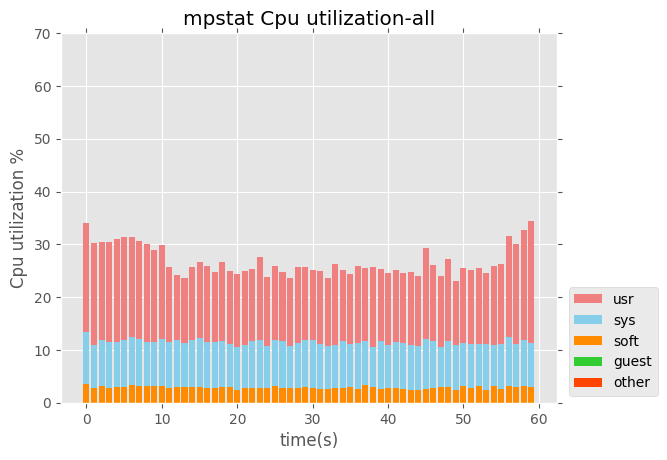 mpstat Cpu utilization-all
70
60
50
40
30
20
10
0
Cpu utilization %
0 10 20 30 40 50 60
time(s)
usr
sys
soft
guest
other